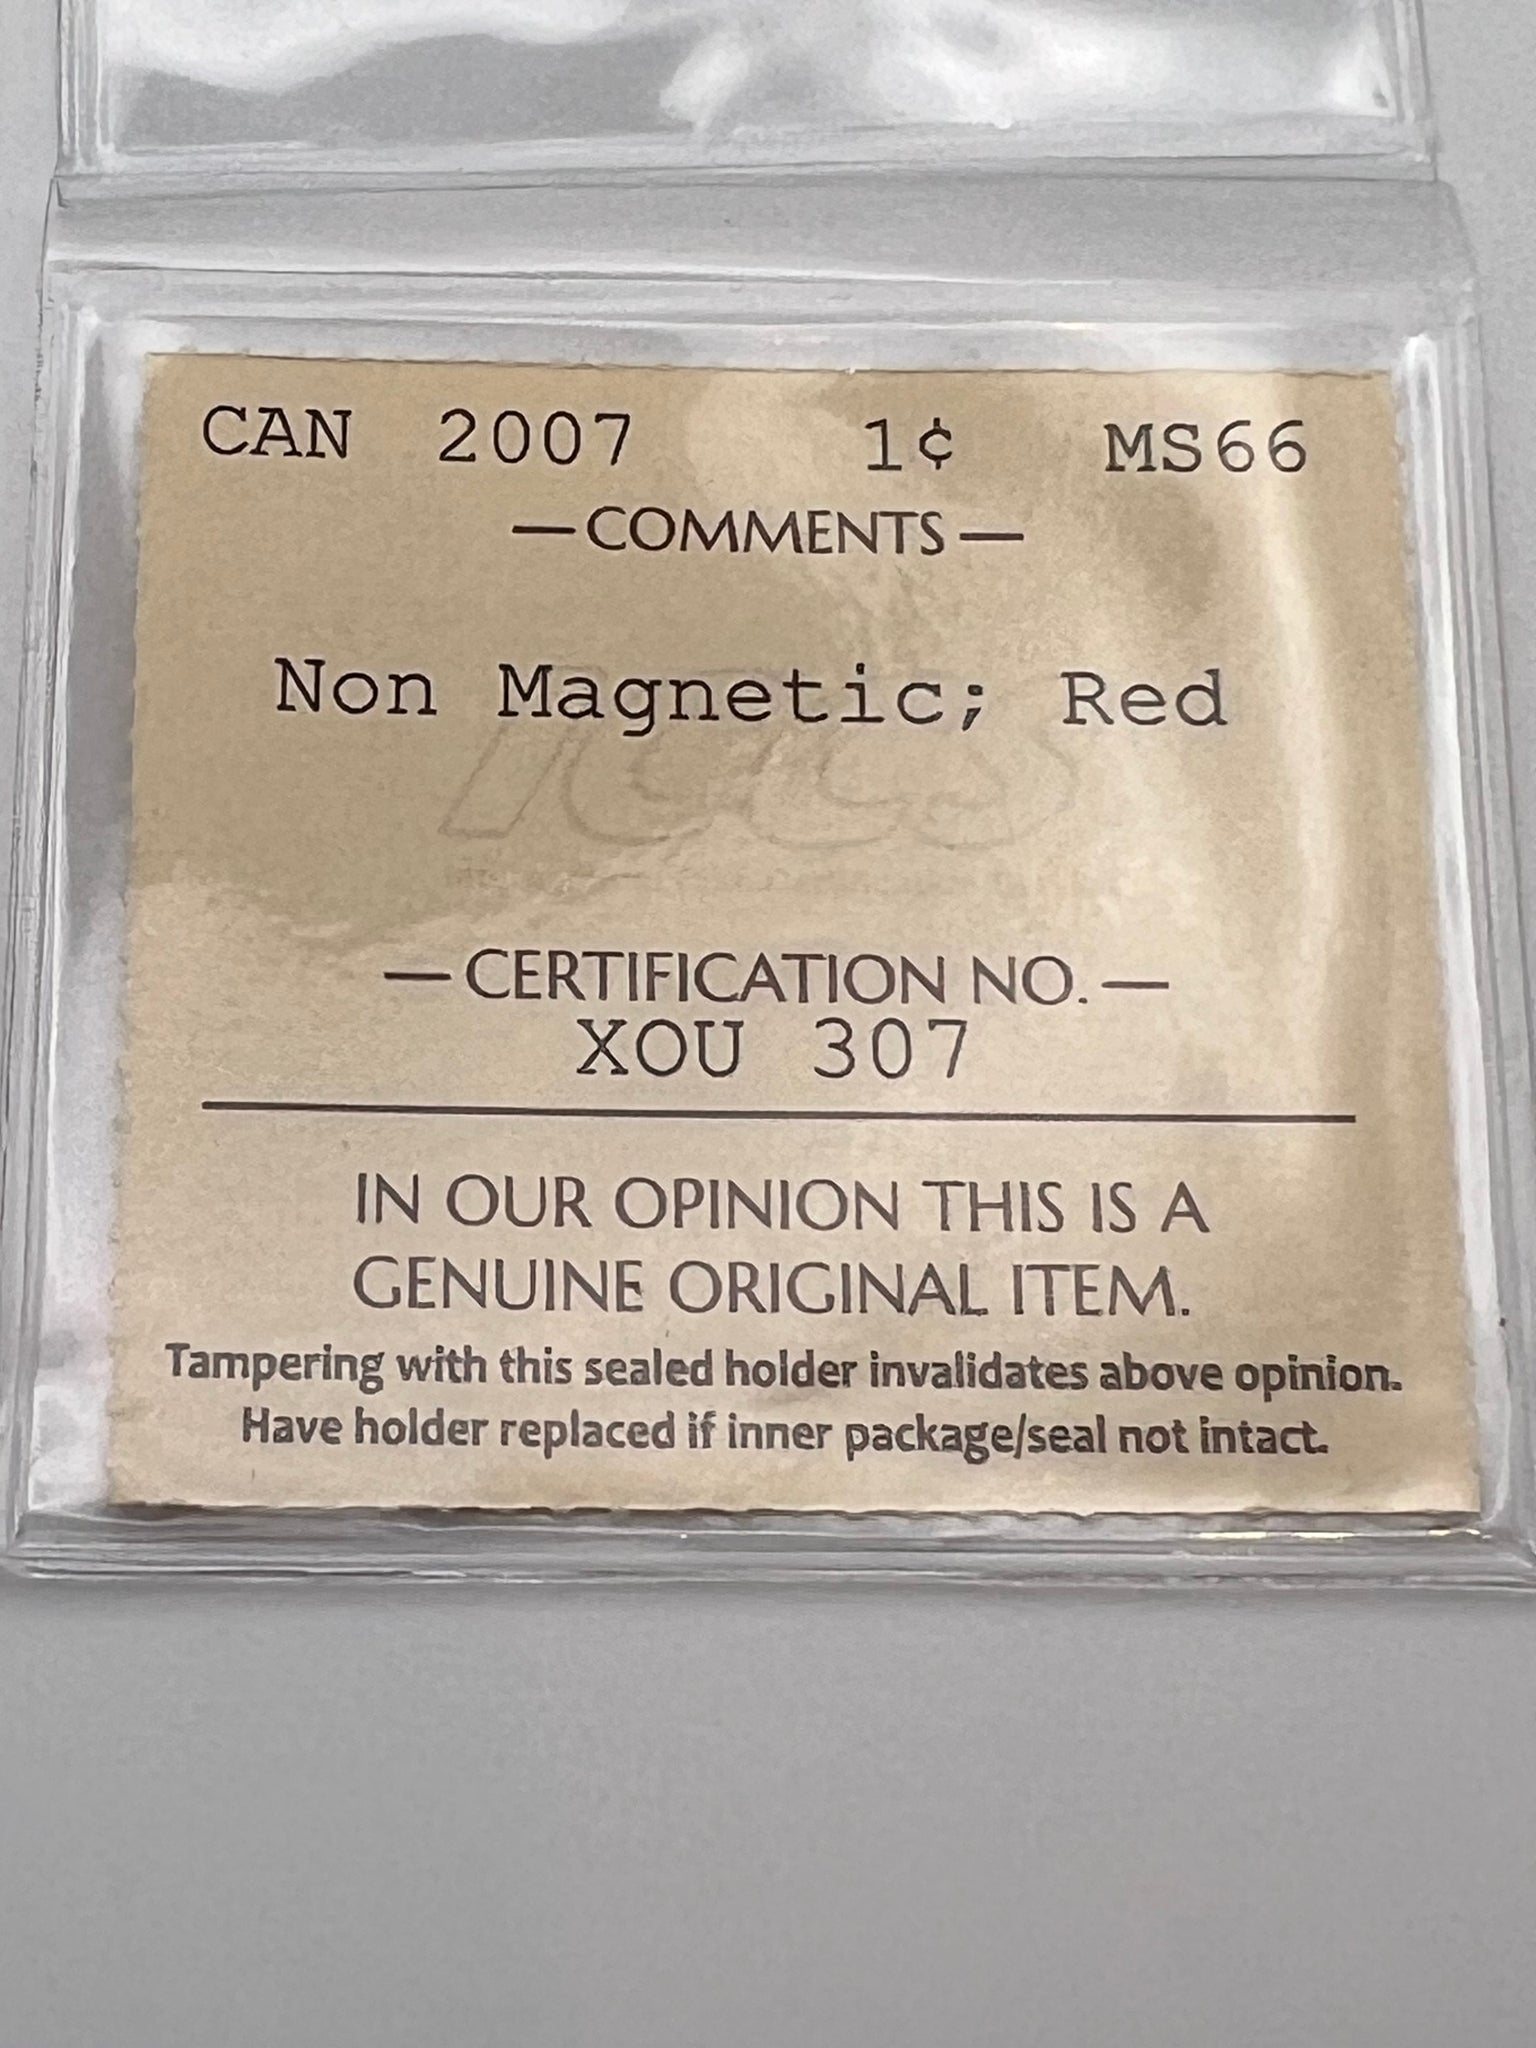 CAN 2007 1¢ MS66
—COMMENTS—
Non Magnetic; Red
ICCS
—CERTIFICATION NO.—
XOU 307
IN OUR OPINION THIS IS A
GENUINE ORIGINAL ITEM.
Tampering with this sealed holder invalidates above opinion.
Have holder replaced if inner package/seal not intact.